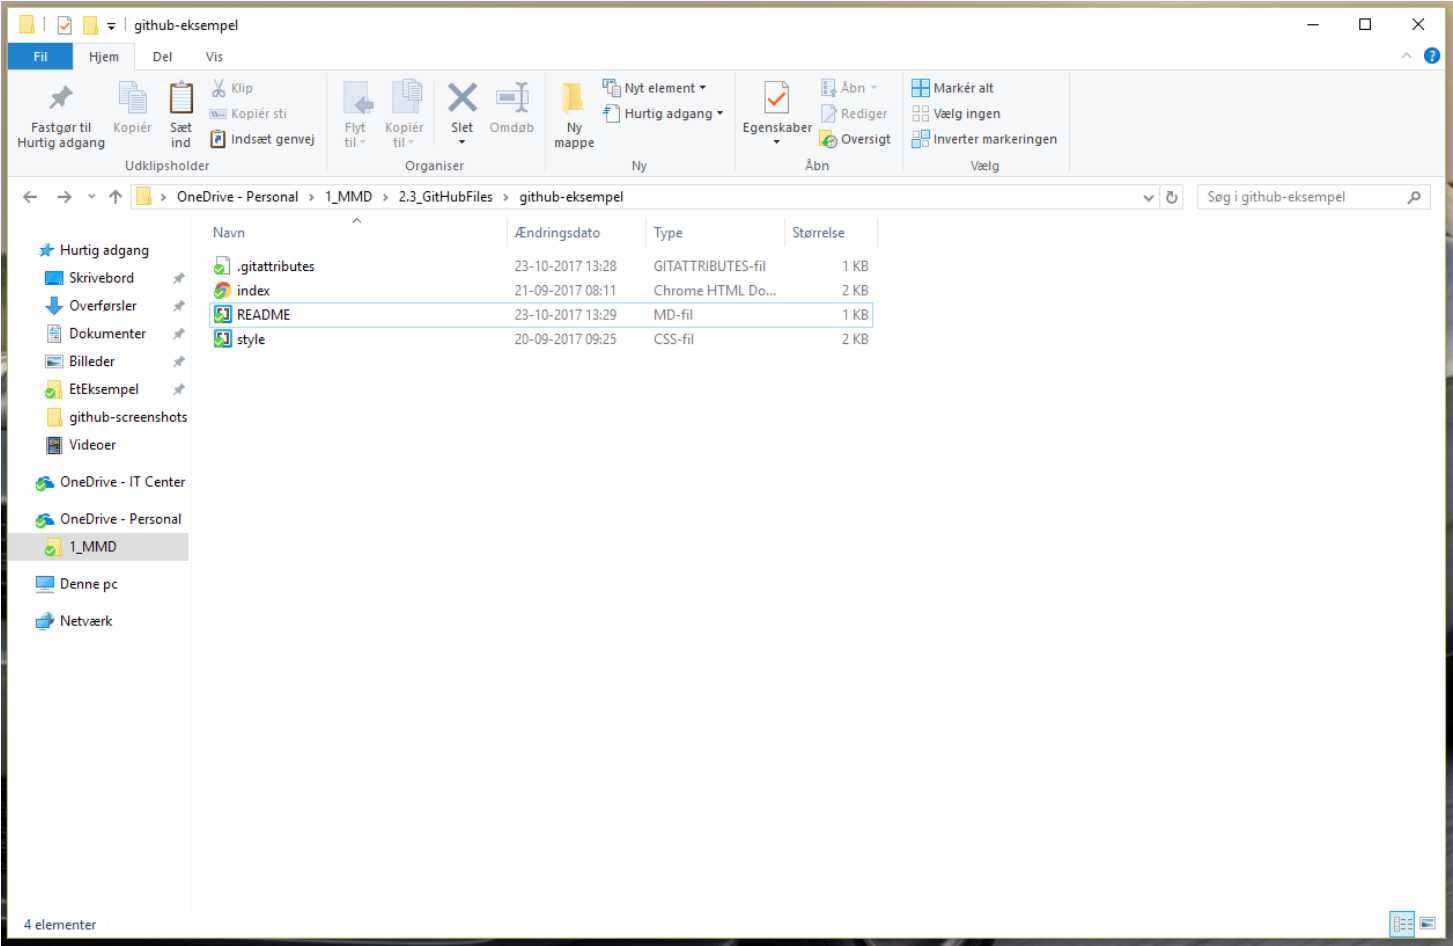 github-eksempel
Fil Hjem Del Vis
Fastgør til Hurtig adgang
Kopiér
Sæt ind
Klip
Kopiér sti
Indsæt genvej
Udklipsholder
Flyt til
Kopiér til
Slet
Omdøb
Organiser
Ny mappe
Nyt element
Hurtig adgang
Ny
Egenskaber
Åbn
Rediger
Oversigt
Åbn
Markér alt
Vælg ingen
Inverter markeringen
Vælg
OneDrive - Personal > 1_MMD > 2.3_GitHubFiles > github-eksempel
Søg i github-eksempel
Hurtig adgang
Skrivebord
Overførsler
Dokumenter
Billeder
EtEksempel
github-screenshots
Videoer
OneDrive - IT Center
OneDrive - Personal
1_MMD
Denne pc
Netværk
Navn Ændringsdato Type Størrelse
.gitattributes 23-10-2017 13:28 GITATTRIBUTES-fil 1 KB
index 21-09-2017 08:11 Chrome HTML Do... 2 KB
README 23-10-2017 13:29 MD-fil 1 KB
style 20-09-2017 09:25 CSS-fil 2 KB
4 elementer